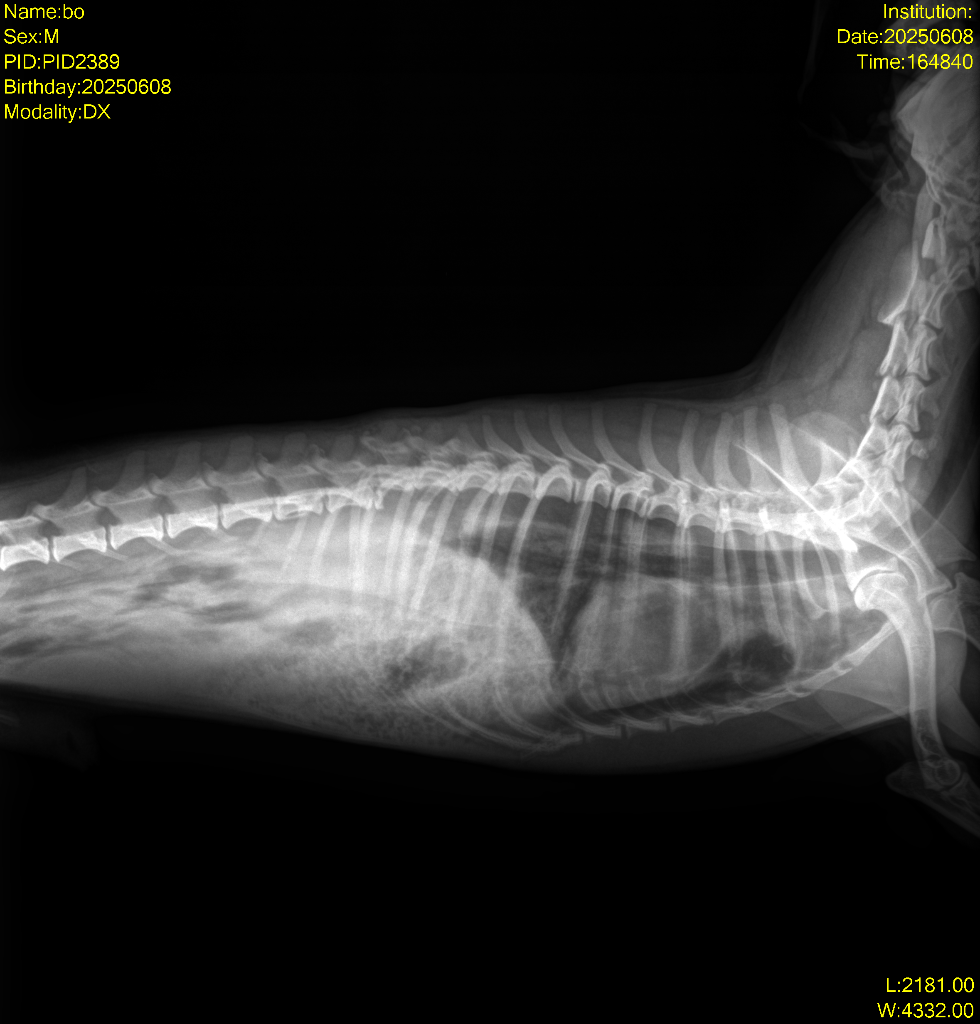 Name:bo
Sex:M
PID:PID2389
Birthday:20250608
Modality:DX
Institution:
Date:20250608
Time:164840
L:2181.00
W:4332.00